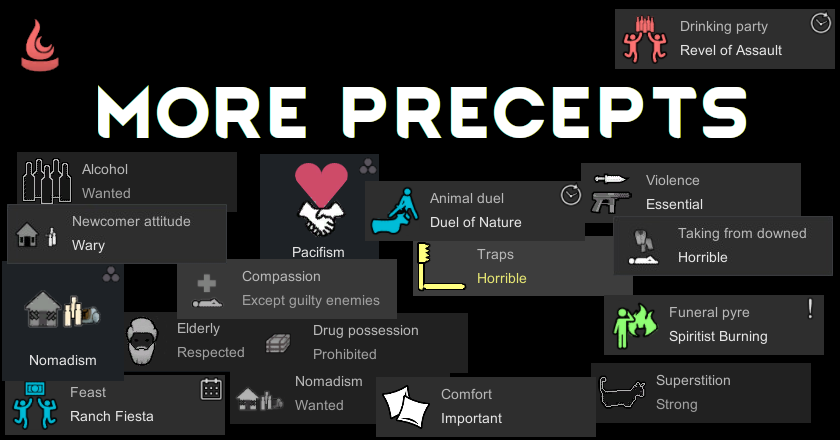 Drinking party
Revel of Assault
MORE PRECEPTS
Alcohol
Wanted
Newcomer attitude
Wary
Pacifism
Animal duel
Duel of Nature
Violence
Essential
Taking from downed
Horrible
Traps
Horrible
Compassion
Except guilty enemies
Nomadism
Elderly
Respected
Drug possession
Prohibited
Funeral pyre
Spiritist Burning
!
Feast
Ranch Fiesta
Nomadism
Wanted
Comfort
Important
Superstition
Strong